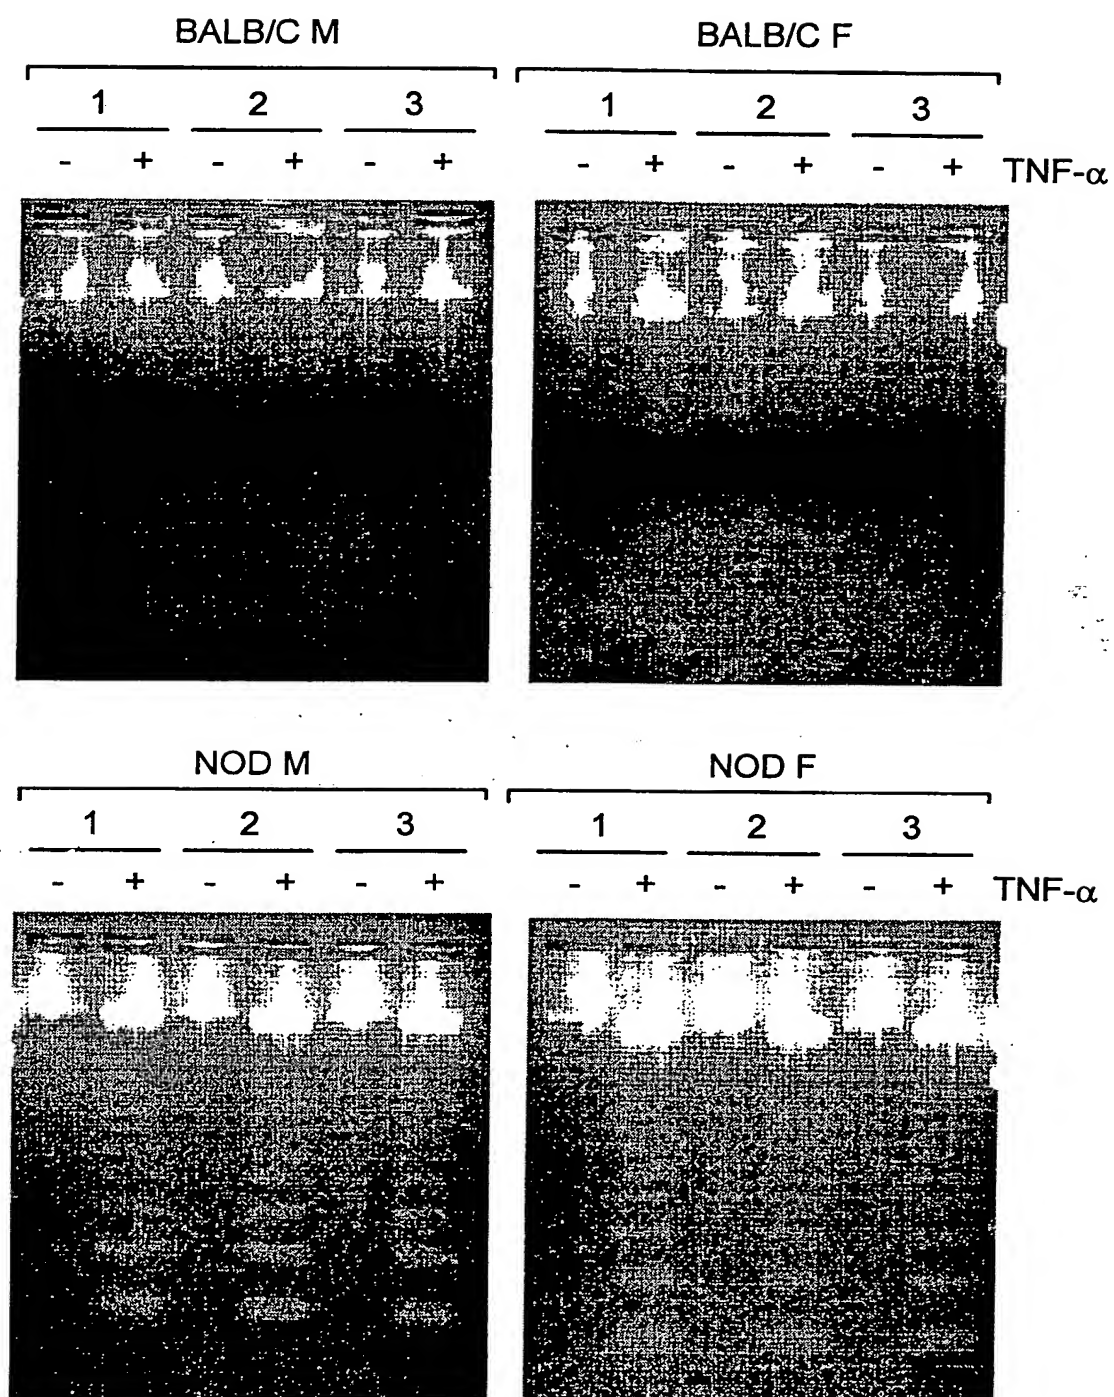 BALB/C M BALB/C F
1 2 3 1 2 3
- + - + - + - + - + - + TNF-α
NOD M NOD F
1 2 3 1 2 3
- + - + - + - + - + - + TNF-α